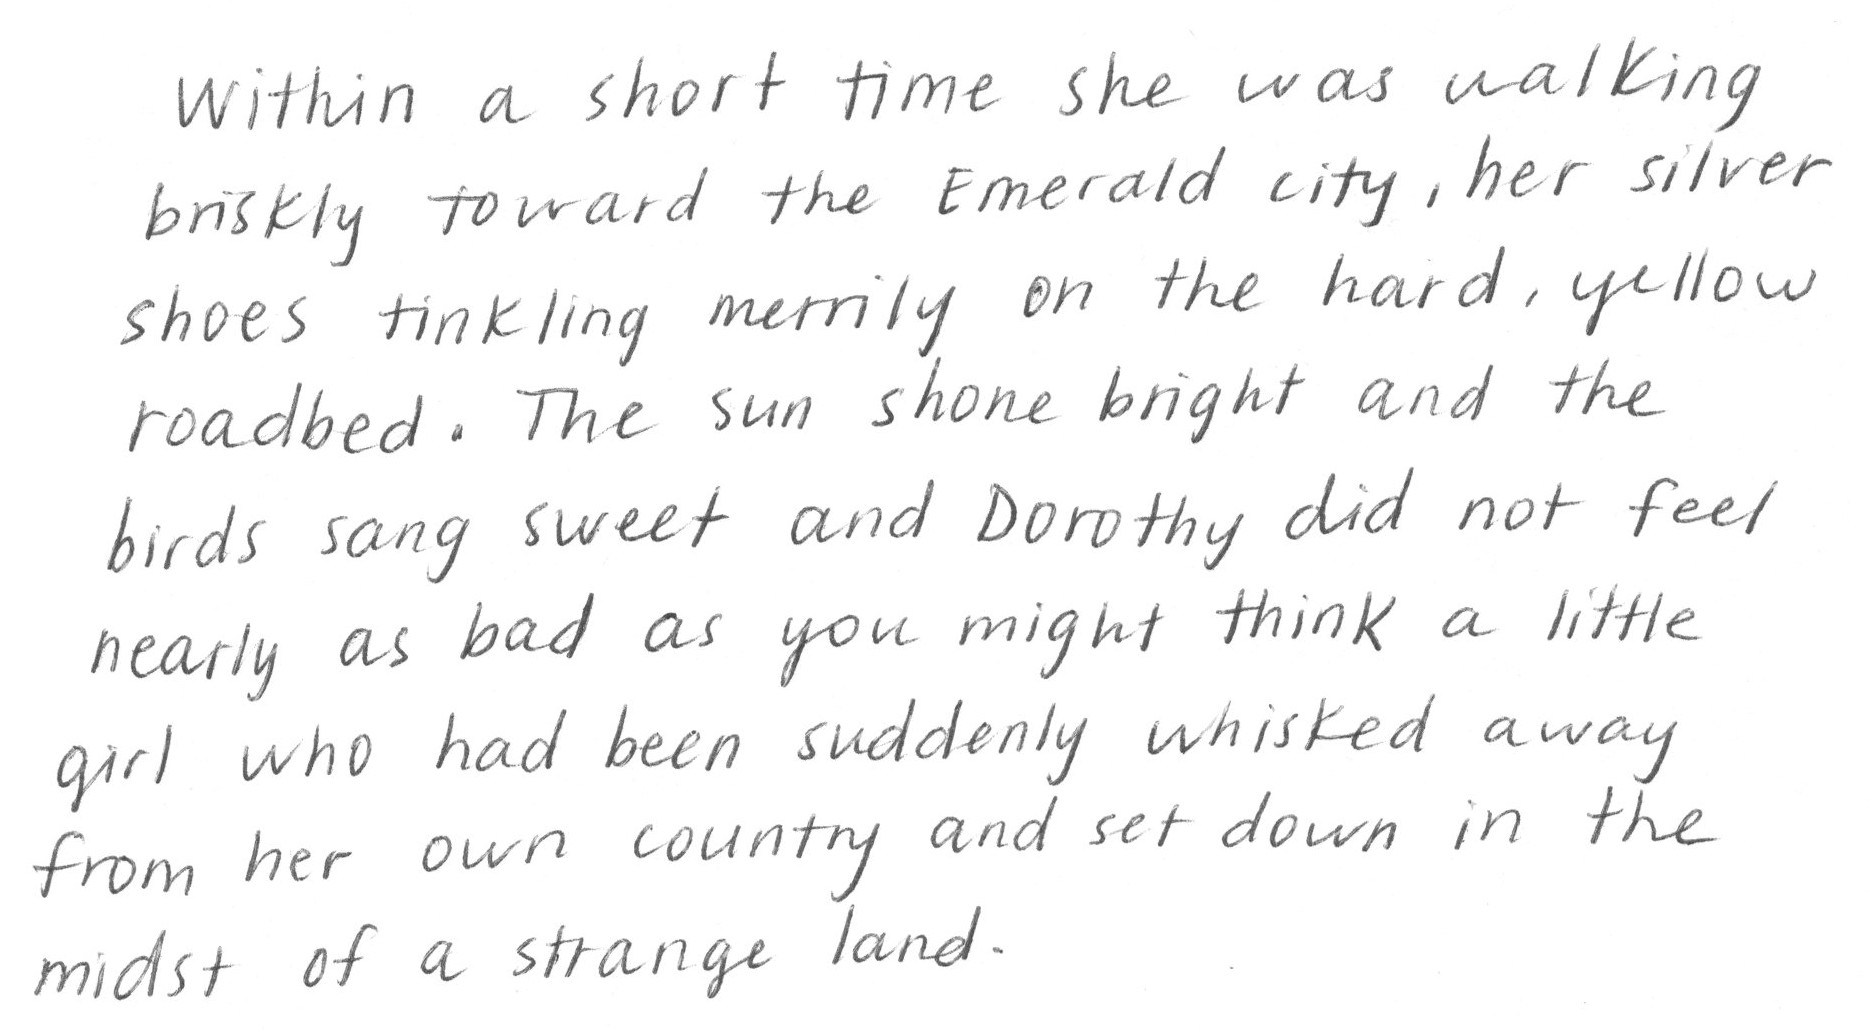 Within a short time she was walking
briskly toward the Emerald city, her silver
shoes tinkling merrily on the hard, yellow
roadbed. The sun shone bright and the
birds sang sweet and Dorothy did not feel
nearly as bad as you might think a little
girl who had been suddenly whisked away
from her own country and set down in the
midst of a strange land.